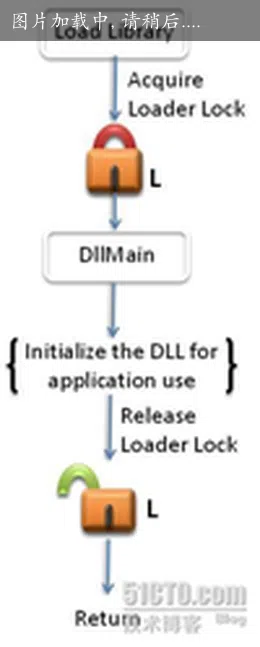 图片加载中,请稍后....
Load Library
Acquire
Loader Lock
L
DllMain
{ Initialize the DLL for }
application use
Release
Loader Lock
L
51CTO.com
技术博客 Blog
Return